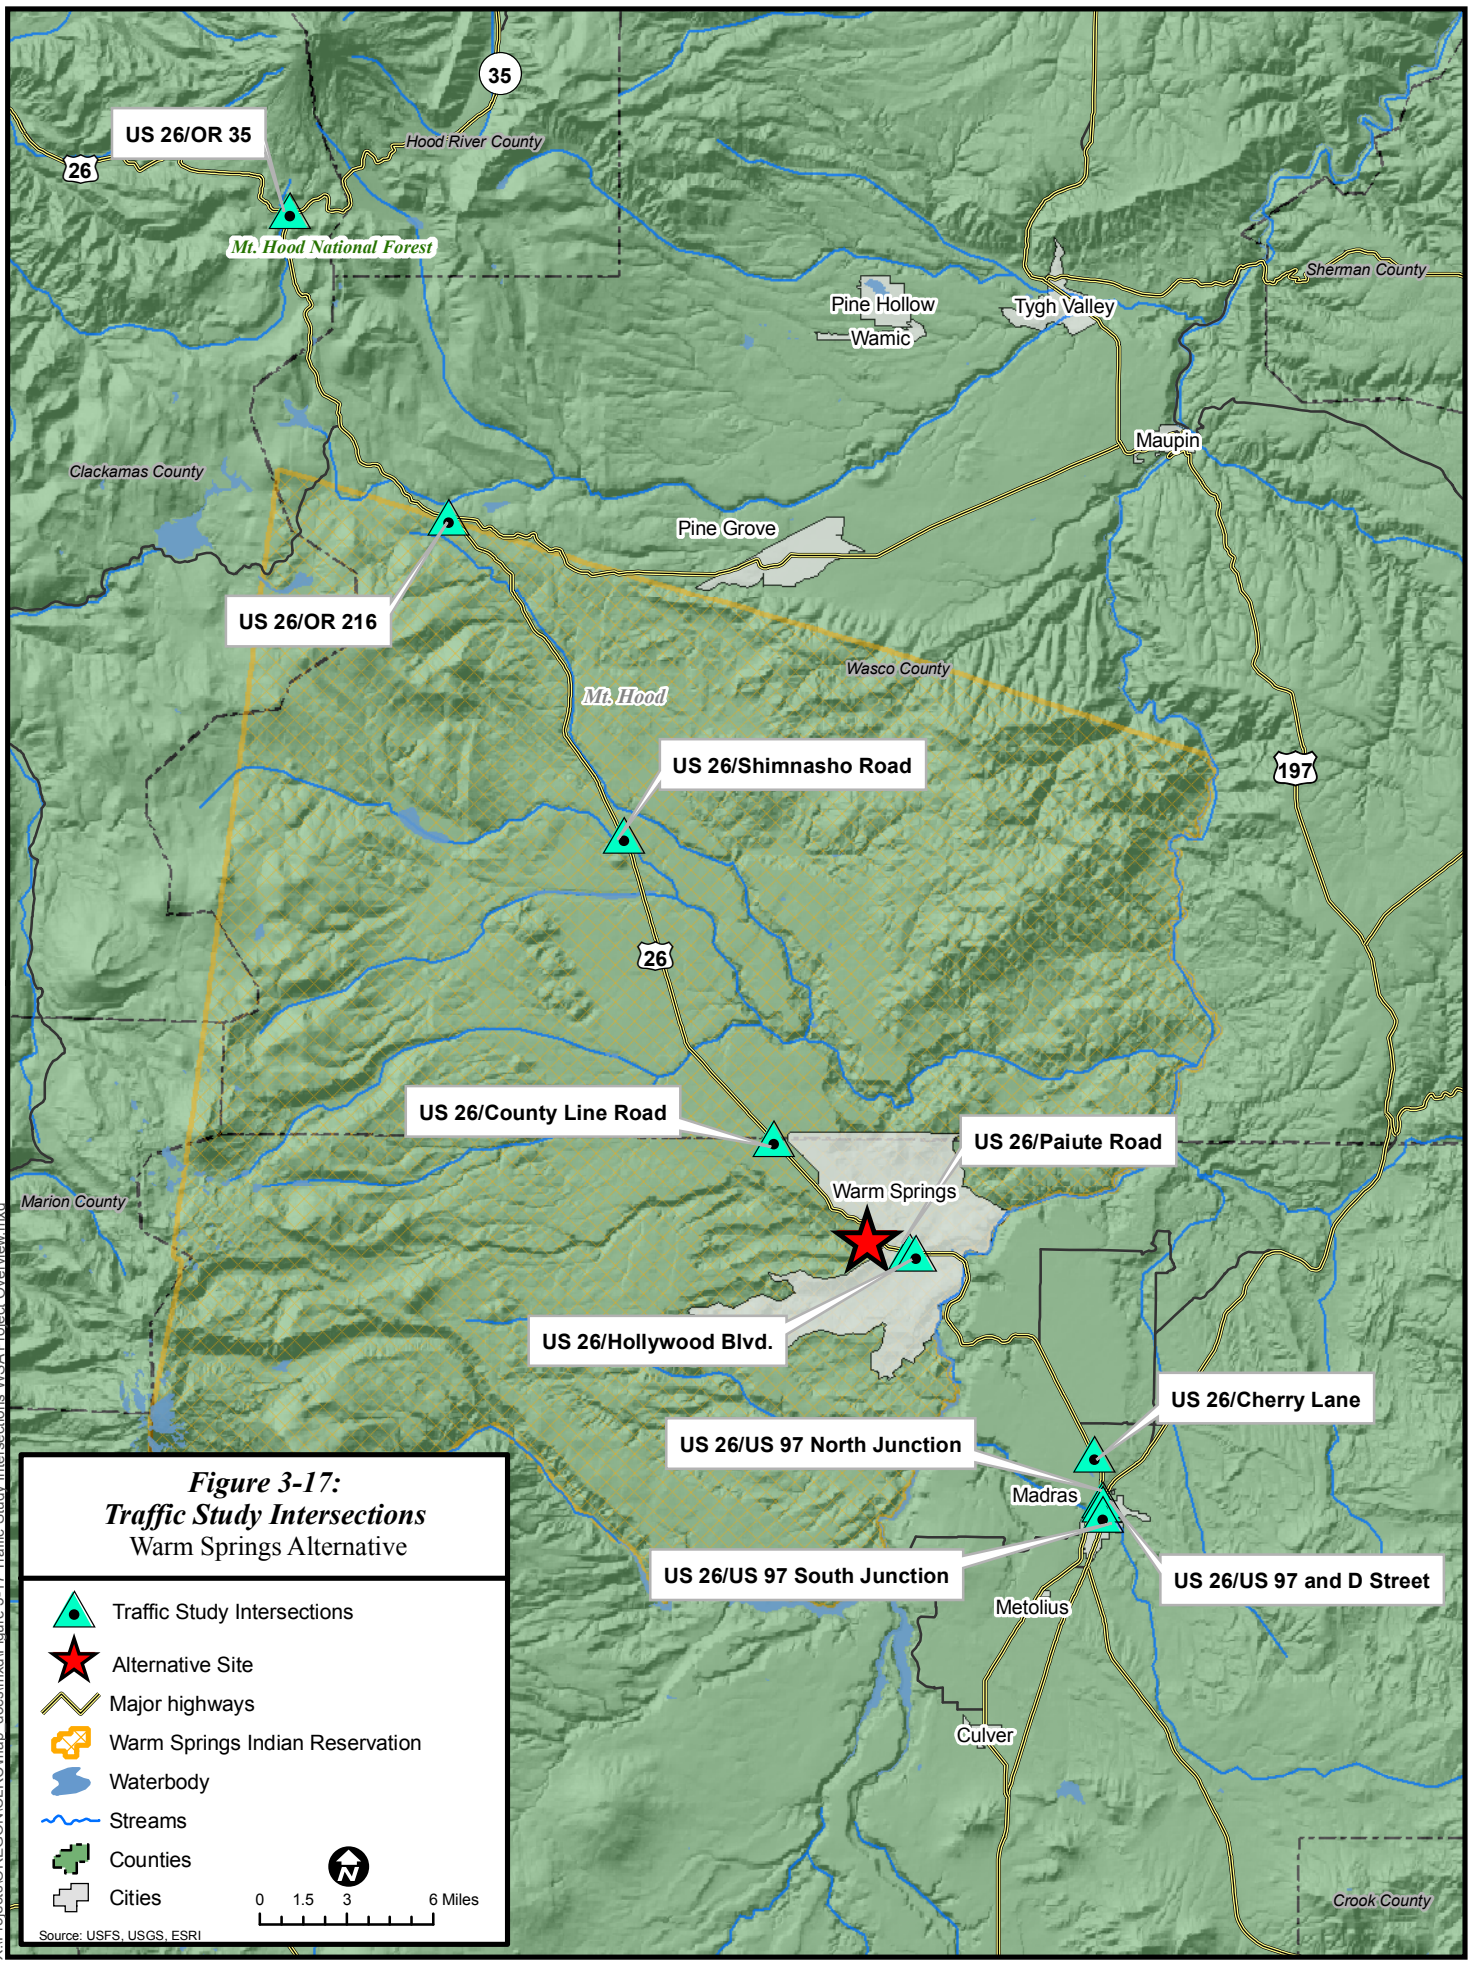 35
US 26/OR 35
Hood River County
26
Mt. Hood National Forest
Sherman County
Pine Hollow
Tygh Valley
Wamic
Maupin
Clackamas County
Pine Grove
US 26/OR 216
Wasco County
Mt. Hood
US 26/Shimnasho Road
197
26
US 26/County Line Road
US 26/Paiute Road
Warm Springs
Marion County
US 26/Hollywood Blvd.
US 26/Cherry Lane
US 26/US 97 North Junction
Madras
US 26/US 97 South Junction
US 26/US 97 and D Street
Metolius
Culver
Crook County
Figure 3-17:
Traffic Study Intersections
Warm Springs Alternative
Traffic Study Intersections
Alternative Site
Major highways
Warm Springs Indian Reservation
Waterbody
Streams
Counties
Cities
N
0 1.5 3 6 Miles
Source: USFS, USGS, ESRI